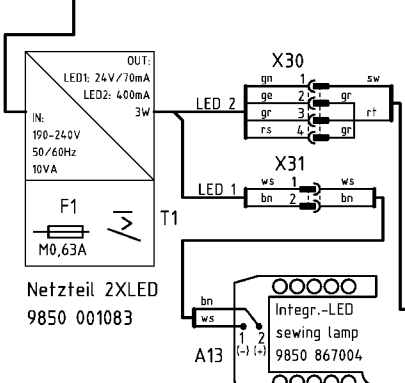 OUT:
LED1: 24V/70mA
LED2: 400mA
3W
IN:
190-240V
50/60Hz
10VA
F1
M0,63A
T1
Netzteil 2XLED
9850 001083
LED 2
X30
gn 1 sw
ge 2 gr
gr 3 rt
rs 4 gr
LED 1
X31
ws 1 ws
bn 2 bn
bn
ws
1 2
(-) (+)
A13
Integr.-LED
sewing lamp
9850 867004